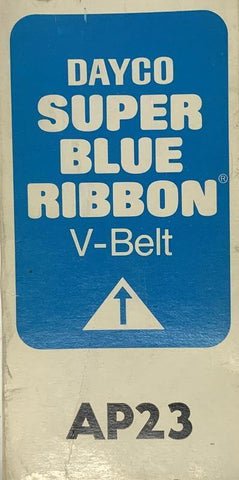 DAYCO
SUPER
BLUE
RIBBON®
V-Belt
AP23